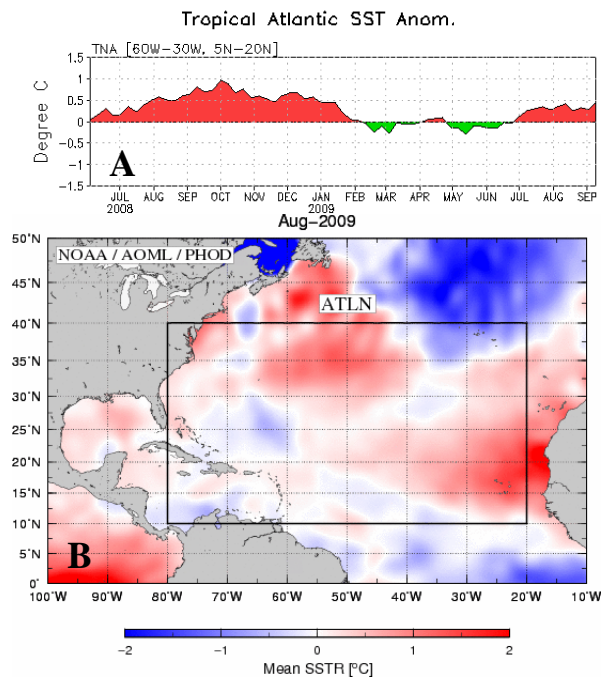 Tropical Atlantic SST Anom.
TNA [60W-30W, 5N-20N]
1.5
1
0.5
0
-0.5
-1
-1.5
Degree C
A
JUL AUG SEP OCT NOV DEC JAN FEB MAR APR MAY JUN JUL AUG SEP
2008 2009
Aug-2009
50°N
45°N
40°N
35°N
30°N
25°N
20°N
15°N
10°N
5°N
0°
NOAA / AOML / PHOD
ATLN
B
100°W 90°W 80°W 70°W 60°W 50°W 40°W 30°W 20°W 10°W
-2 -1 0 1 2
Mean SSTR [°C]